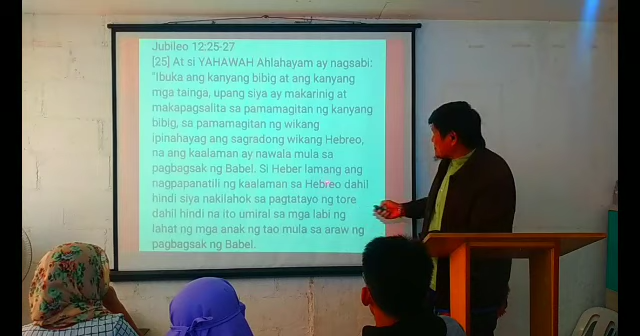 Jubileo 12:25-27
[25] At si YAHAWAH Ahlahayam ay nagsabi:
"Ibuka ang kanyang bibig at ang kanyang
mga tainga, upang siya ay makarinig at
makapagsalita sa pamamagitan ng kanyang
bibig, sa pamamagitan ng wikang
ipinahayag ang sagradong wikang Hebreo,
na ang kaalaman ay nawala mula sa
pagbagsak ng Babel. Si Heber lamang ang
nagpapanatili ng kaalaman sa Hebreo dahil
hindi siya nakilahok sa pagtatayo ng tore
dahil hindi na ito umiral sa mga labi ng
lahat ng mga anak ng tao mula sa araw ng
pagbagsak ng Babel.